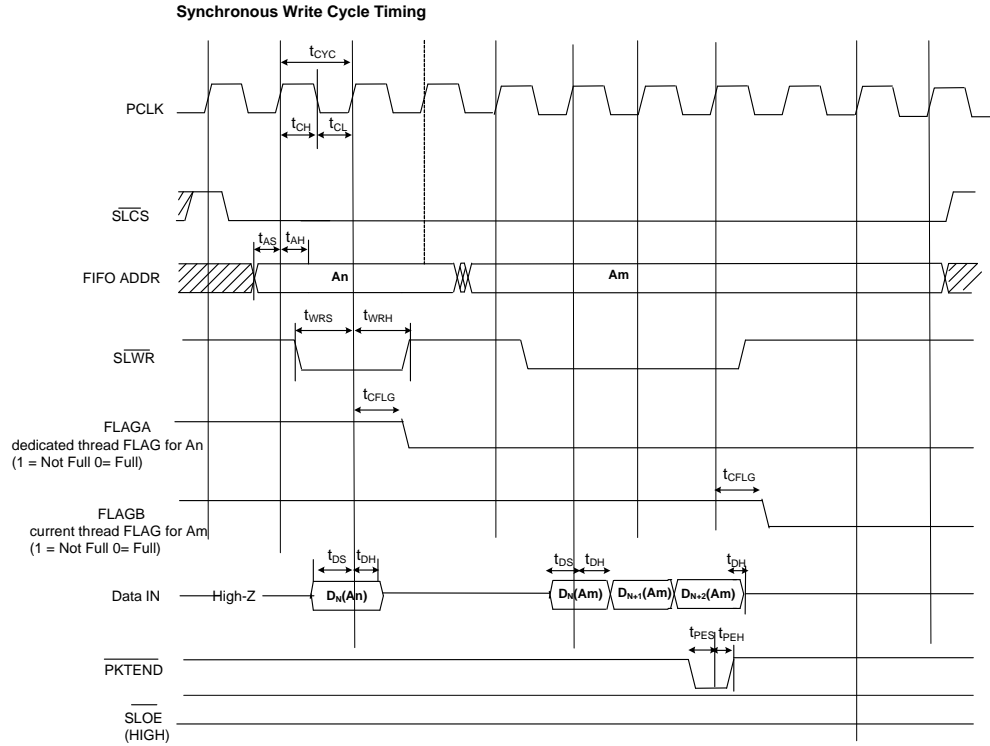 Synchronous Write Cycle Timing
tCYC
PCLK
tCH
tCL
SLCS
tAS
tAH
FIFO ADDR
An
Am
tWRS
tWRH
SLWR
tCFLG
FLAGA
dedicated thread FLAG for An
(1 = Not Full 0= Full)
tCFLG
FLAGB
current thread FLAG for Am
(1 = Not Full 0= Full)
tDS
tDH
tDS
tDH
tDH
Data IN
High-Z
DN(An)
DN(Am)
DN+1(Am)
DN+2(Am)
tPES
tPEH
PKTEND
SLOE
(HIGH)